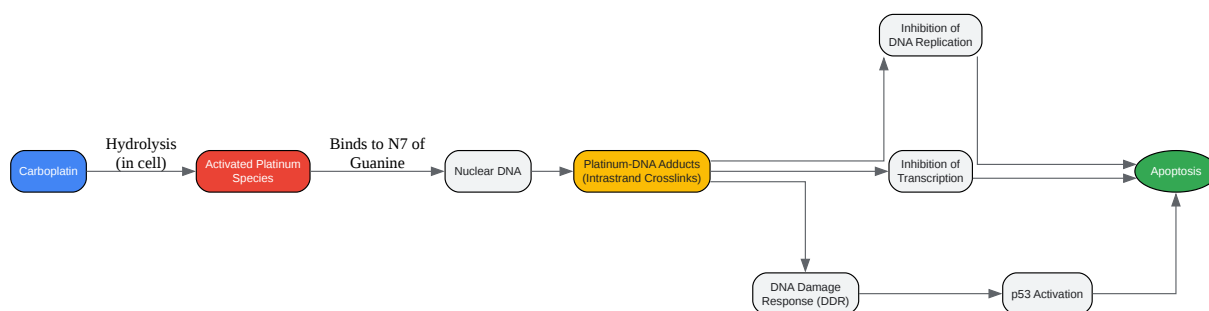 Inhibition of
DNA Replication
Hydrolysis
(in cell)
Binds to N7 of
Guanine
Carboplatin
Activated Platinum
Species
Nuclear DNA
Platinum-DNA Adducts
(Intrastrand Crosslinks)
Inhibition of
Transcription
Apoptosis
DNA Damage
Response (DDR)
p53 Activation